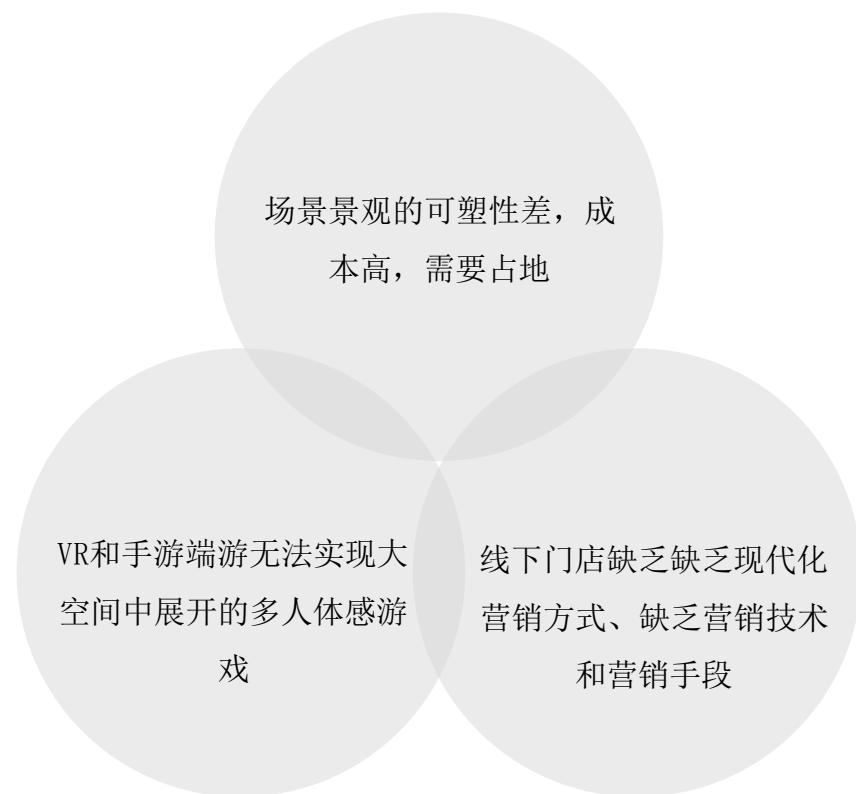 场景景观的可塑性差，成
本高，需要占地
VR和手游端游无法实现大
空间中展开的多人体感游
戏
线下门店缺乏缺乏现代化
营销方式、缺乏营销技术
和营销手段